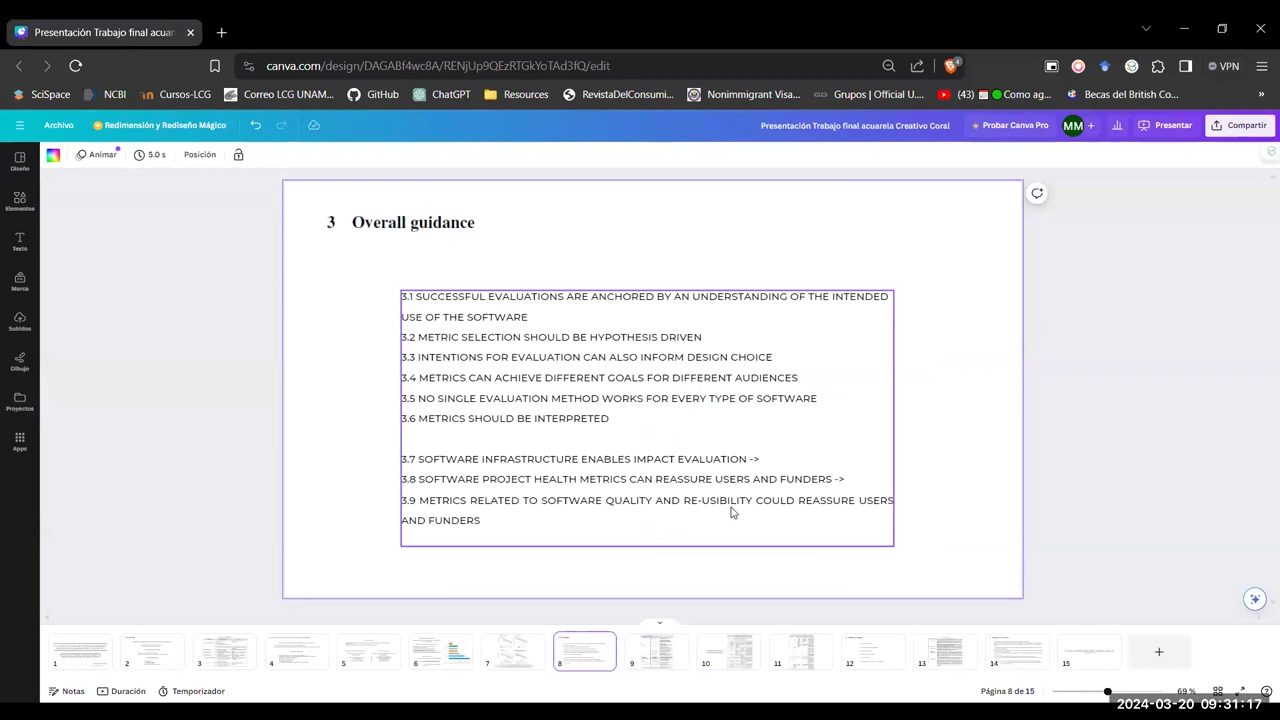 Presentación Trabajo final acuar
canva.com/design/DAGABf4wc8A/RENjUp9QEzRTGkYoTAd3fQ/edit
4
VPN
SciSpace
NCBI
Cursos-LCG
Correo LCG UNAM...
GitHub
ChatGPT
Resources
RevistaDelConsumi...
Nonimmigrant Visa...
Grupos | Official U...
(43) Como ag...
Becas del British Co...
»
Archivo
Redimensión y Rediseño Mágico
Presentación Trabajo final acuarela Creativo Coral
Probar Canva Pro
MM
Presentar
Compartir
Animar
5.0 s
Posición
Diseño
Elementos
Texto
Marca
Subidos
Dibujo
Proyectos
Apps
3 Overall guidance
3.1 SUCCESSFUL EVALUATIONS ARE ANCHORED BY AN UNDERSTANDING OF THE INTENDED
USE OF THE SOFTWARE
3.2 METRIC SELECTION SHOULD BE HYPOTHESIS DRIVEN
3.3 INTENTIONS FOR EVALUATION CAN ALSO INFORM DESIGN CHOICE
3.4 METRICS CAN ACHIEVE DIFFERENT GOALS FOR DIFFERENT AUDIENCES
3.5 NO SINGLE EVALUATION METHOD WORKS FOR EVERY TYPE OF SOFTWARE
3.6 METRICS SHOULD BE INTERPRETED
3.7 SOFTWARE INFRASTRUCTURE ENABLES IMPACT EVALUATION ->
3.8 SOFTWARE PROJECT HEALTH METRICS CAN REASSURE USERS AND FUNDERS ->
3.9 METRICS RELATED TO SOFTWARE QUALITY AND RE-USIBILITY COULD REASSURE USERS
AND FUNDERS
1 2 3 4 5 6 7 8 9 10 11 12 13 14 15
Notas
Duración
Temporizador
Página 8 de 15
69 %
2024-03-20 09:31:17